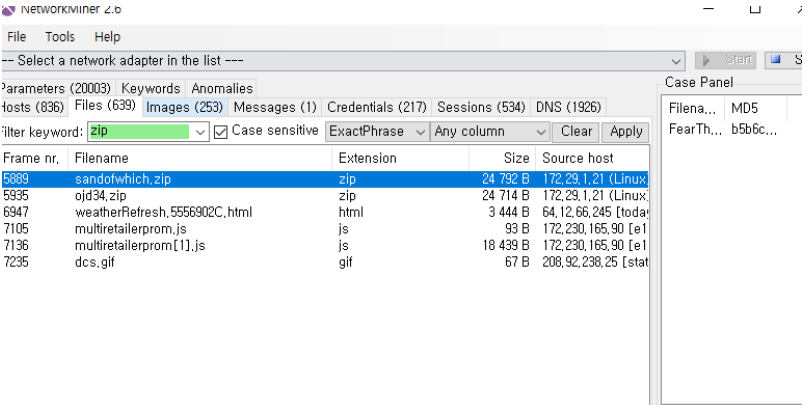 NetworkMiner 2.6
File Tools Help
--- Select a network adapter in the list ---
Start
Parameters (20003) Keywords Anomalies
Hosts (836) Files (639) Images (253) Messages (1) Credentials (217) Sessions (534) DNS (1926)
Filter keyword: zip Case sensitive ExactPhrase Any column Clear Apply
Frame nr. Filename Extension Size Source host
5889 sandofwhich.zip zip 24 792 B 172.29.1.21 (Linux)
5935 ojd34.zip zip 24 714 B 172.29.1.21 (Linux)
6947 weatherRefresh.5556902C.html html 3 444 B 64.12.66.245 [today
7105 multiretailerprom.js js 93 B 172.230.165.90 [e1
7136 multiretailerprom[1].js js 18 439 B 172.230.165.90 [e1
7235 dcs.gif gif 67 B 208.92.238.25 [stat
Case Panel
Filena... MD5
FearTh... b5b6c...